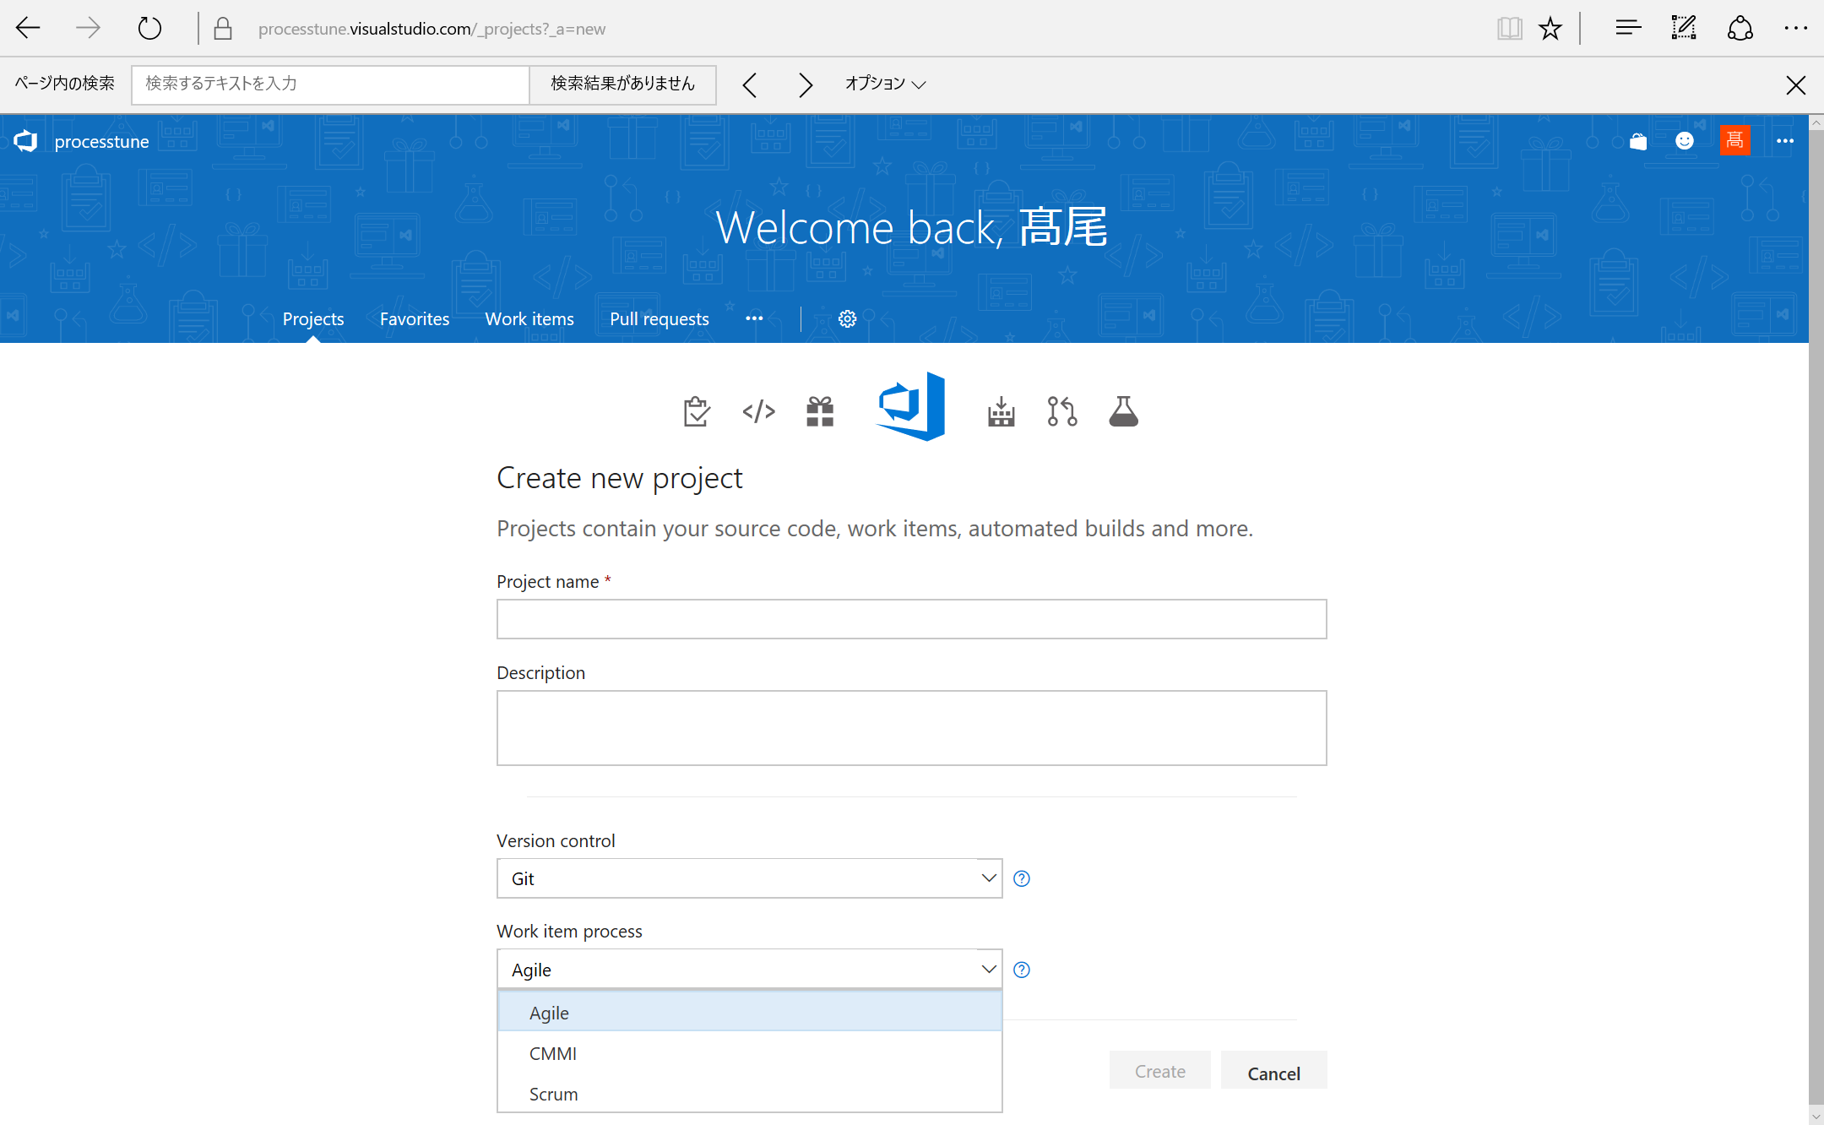 processtune.visualstudio.com/_projects?_a=new
ページ内の検索
検索するテキストを入力
検索結果がありません
オプション
processtune
髙
Welcome back, 髙尾
Projects
Favorites
Work items
Pull requests
Create new project
Projects contain your source code, work items, automated builds and more.
Project name *
Description
Version control
Git
Work item process
Agile
Agile
CMMI
Scrum
Create
Cancel